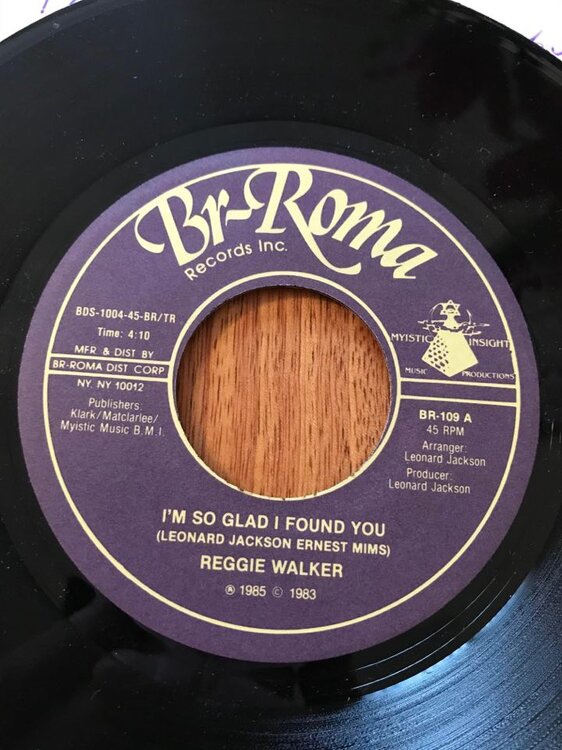 Br-Roma
Records Inc.
BDS-1004-45-BR/TR
Time: 4:10
MFR & DIST BY
BR-ROMA DIST CORP
NY. NY 10012
Publishers:
Klark/Matclarlee/
Myistic Music B.M.I.
MYISTIC INSIGHT
MUSIC PRODUCTIONS
BR-109 A
45 RPM
Arranger:
Leonard Jackson
Producer:
Leonard Jackson
I'M SO GLAD I FOUND YOU
(LEONARD JACKSON ERNEST MIMS)
REGGIE WALKER
℗ 1985 © 1983